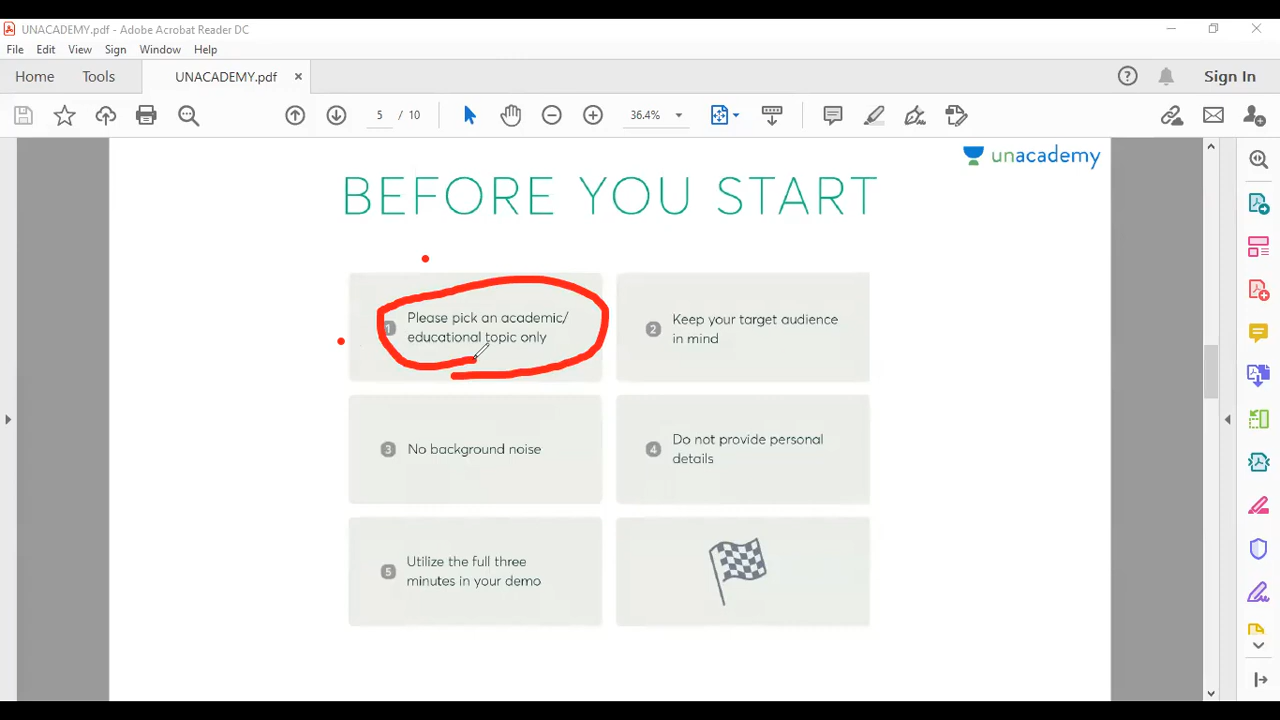 UNACADEMY.pdf - Adobe Acrobat Reader DC
File Edit View Sign Window Help
Home Tools UNACADEMY.pdf × Sign In
5 / 10 36.4%
unacademy
BEFORE YOU START
1 Please pick an academic/
educational topic only
2 Keep your target audience
in mind
3 No background noise
4 Do not provide personal
details
5 Utilize the full three
minutes in your demo